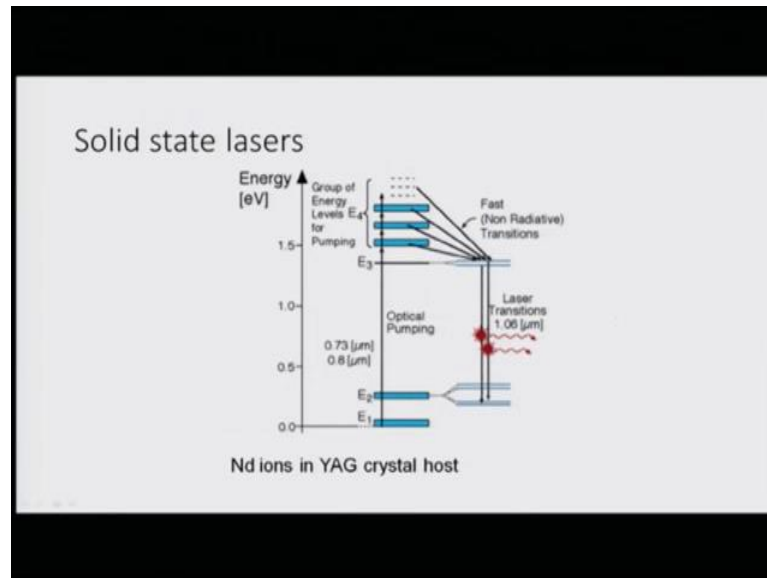 Solid state lasers
Energy
[eV]
Group of
Energy
Levels E4
for
Pumping
Fast
(Non Radiative)
Transitions
1.5
E3
1.0
Optical
Pumping
Laser
Transitions
1.06 [μm]
0.73 [μm]
0.8 [μm]
0.5
E2
E1
0.0
Nd ions in YAG crystal host